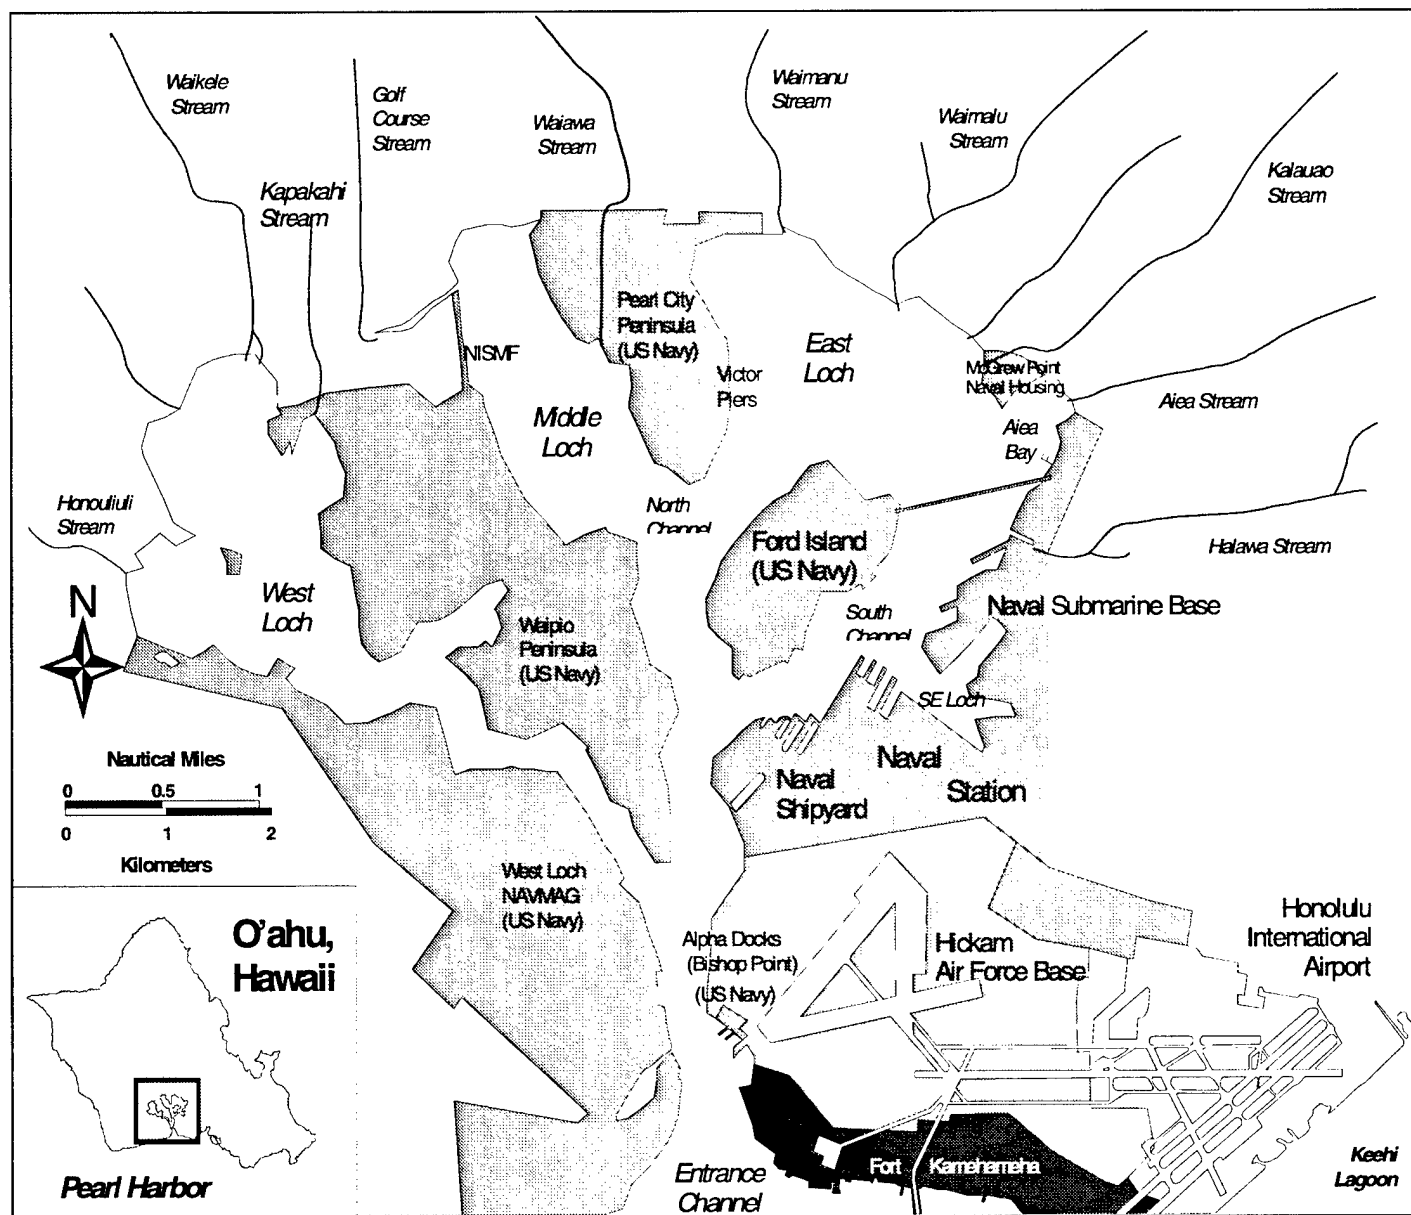 Waikele
Stream
Golf
Course
Stream
Waiawa
Stream
Waimanu
Stream
Waimalu
Stream
Kapakahi
Stream
Kalauao
Stream
Pearl City
Peninsula
(US Navy)
NISMF
East
Loch
Victor
Piers
McGrew Point
Naval Housing
Middle
Loch
Aiea
Bay
Aiea Stream
Honouliuli
Stream
North
Channel
Ford Island
(US Navy)
Halawa Stream
N
West
Loch
South
Channel
Naval Submarine Base
Waipio
Peninsula
(US Navy)
SE Loch
Nautical Miles
0 0.5 1
0 1 2
Kilometers
Naval
Shipyard
Naval
Station
West Loch
NAVMAG
(US Navy)
O'ahu,
Hawaii
Alpha Docks
(Bishop Point)
(US Navy)
Hickam
Air Force Base
Honolulu
International
Airport
Pearl Harbor
Entrance
Channel
Fort Kamehameha
Keehi
Lagoon